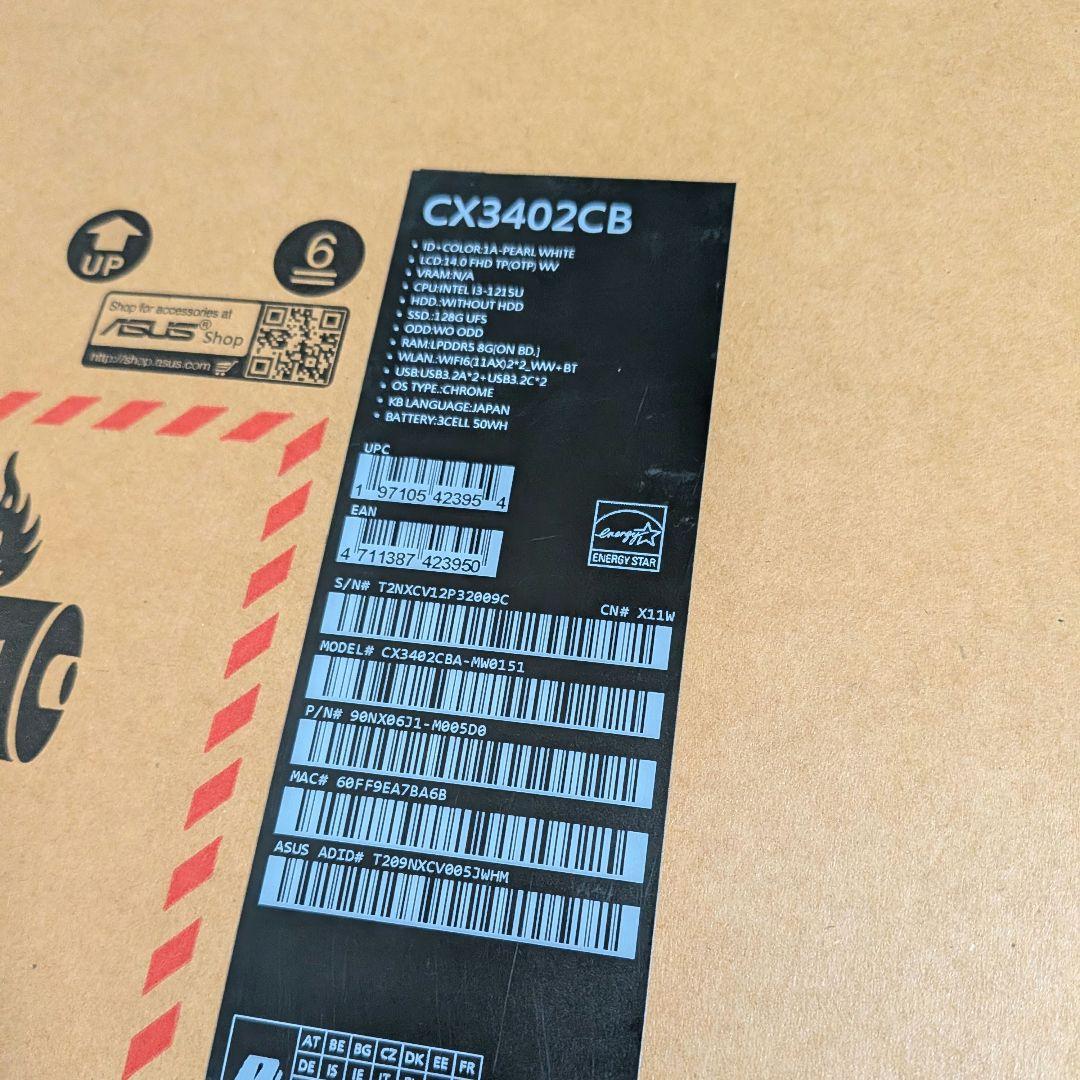 UP
6
Shop for accessories at
ASUS® Shop
http://shop.asus.com
CX3402CB
• ID+COLOR:1A-PEARL WHITE
• LCD:14.0 FHD TP(OTP) WV
• VRAM:N/A
• CPU:INTEL I3-1215U
• HDD.:WITHOUT HDD
• SSD.:128G UFS
• ODD:WO ODD
• RAM:LPDDR5 8G[ON BD.]
• WLAN.:WIFI6(11AX)2*2_WW+BT
• USB:USB3.2A*2+USB3.2C*2
• OS TYPE.:CHROME
• KB LANGUAGE:JAPAN
• BATTERY:3CELL 50WH
UPC
1 97105 42395 4
EAN
4 711387 423950
energy
ENERGY STAR
S/N# T2NXCV12P32009C
CN# X11W
MODEL# CX3402CBA-MW0151
P/N# 90NX06J1-M005D0
MAC# 60FF9EA7BA6B
ASUS ADID# T209NXCV005JWHM
AT BE BG CZ DK EE FR
DE IS IE IT